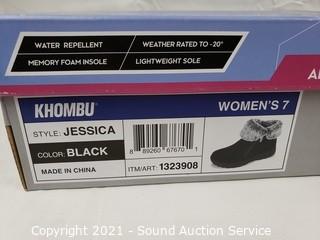 WATER REPELLENT
WEATHER RATED TO -20°
MEMORY FOAM INSOLE
LIGHTWEIGHT SOLE
KHOMBU
WOMEN'S 7
STYLE: JESSICA
COLOR: BLACK
8 89260 67670 1
MADE IN CHINA
ITM/ART: 1323908
Copyright 2021 - Sound Auction Service